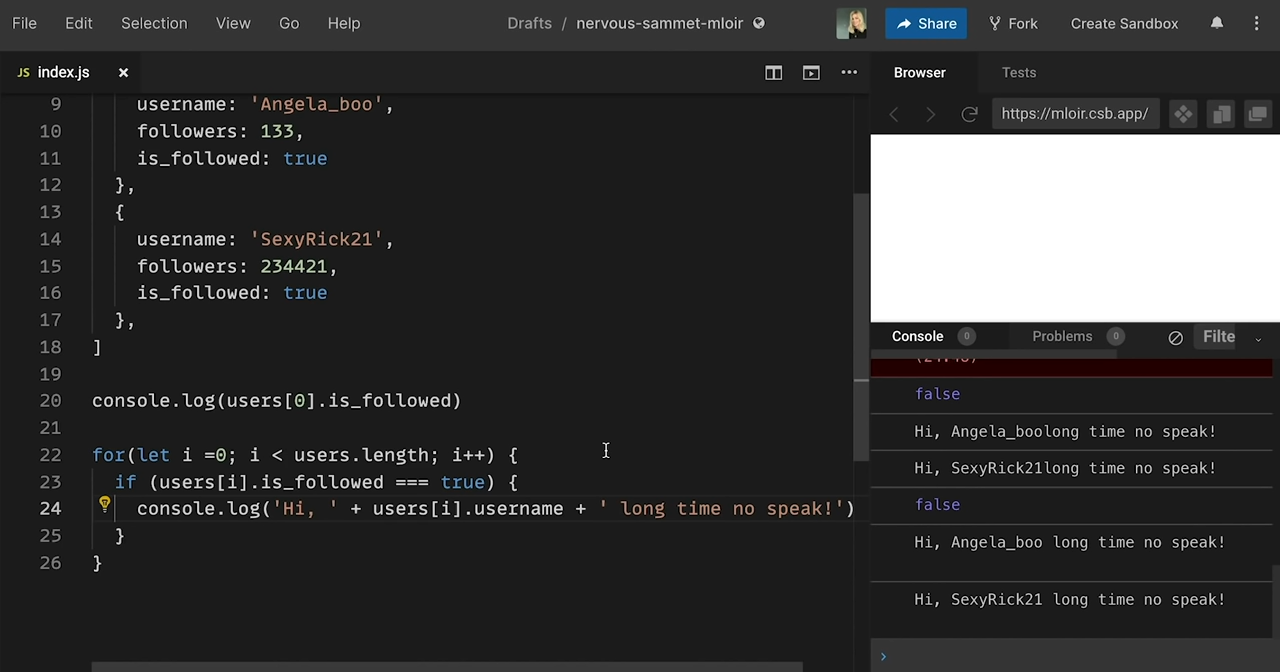 File Edit Selection View Go Help Drafts / nervous-sammet-mloir Share Fork Create Sandbox
JS index.js × Browser Tests
https://mloir.csb.app/
9 username: 'Angela_boo',
10 followers: 133,
11 is_followed: true
12 },
13 {
14 username: 'SexyRick21',
15 followers: 234421,
16 is_followed: true
17 },
18 ]
19
20 console.log(users[0].is_followed)
21
22 for(let i =0; i < users.length; i++) {
23 if (users[i].is_followed === true) {
24 console.log('Hi, ' + users[i].username + ' long time no speak!')
25 }
26 }
Console 0 Problems 0 Filte
false
Hi, Angela_boolong time no speak!
Hi, SexyRick21long time no speak!
false
Hi, Angela_boo long time no speak!
Hi, SexyRick21 long time no speak!
›